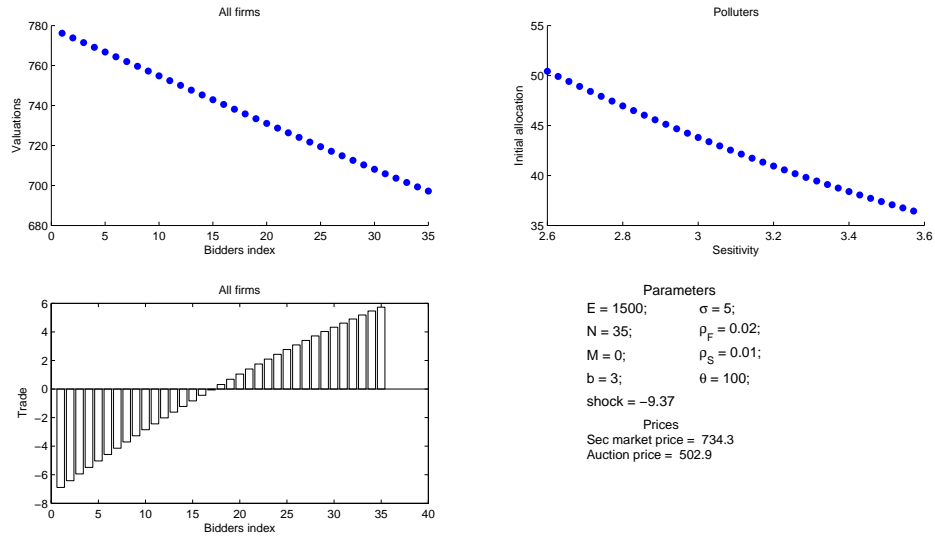 All firms
780
760
740
720
700
680
Valuations
0 5 10 15 20 25 30 35
Bidders index
Polluters
55
50
45
40
35
Initial allocation
2.6 2.8 3 3.2 3.4 3.6
Sesitivity
All firms
6
4
2
0
−2
−4
−6
−8
Trade
0 5 10 15 20 25 30 35 40
Bidders index
Parameters
E = 1500; σ = 5;
N = 35; ρF = 0.02;
M = 0; ρS = 0.01;
b = 3; θ = 100;
shock = −9.37
Prices
Sec market price = 734.3
Auction price = 502.9